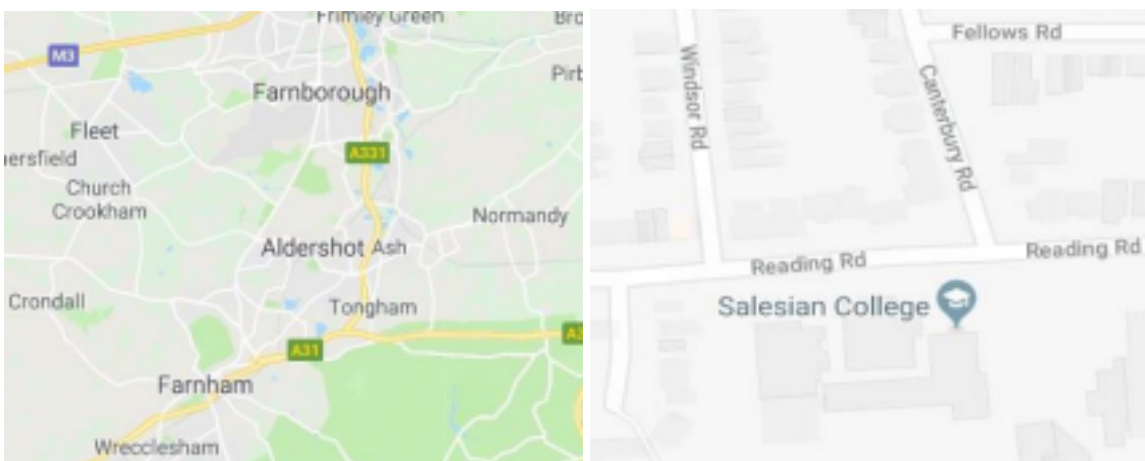 Frimley Green
M3
Farnborough
Fleet
A331
Church
Crookham
Normandy
Aldershot
Ash
Crondall
Tongham
A31
Farnham
Wrecclesham
Fellows Rd
Windsor Rd
Canterbury Rd
Reading Rd
Reading Rd
Salesian College